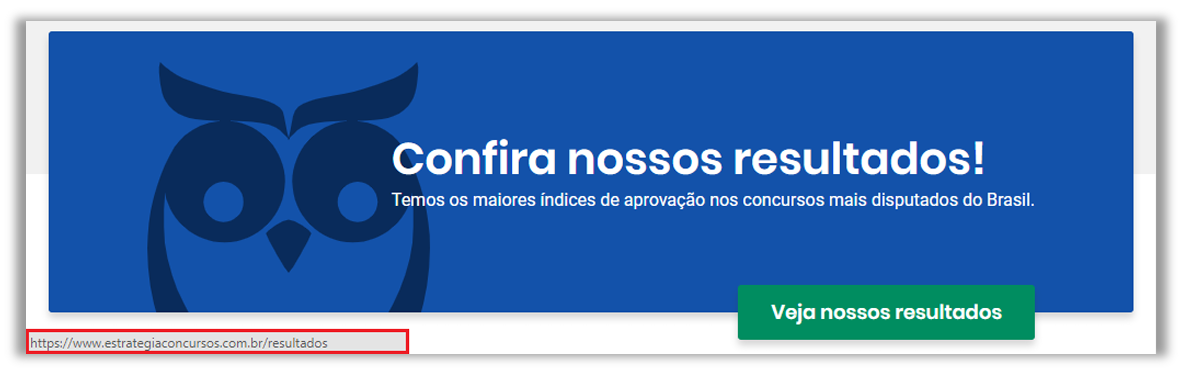 Confira nossos resultados!
Temos os maiores índices de aprovação nos concursos mais disputados do Brasil.
Veja nossos resultados
https://www.estrategiaconcursos.com.br/resultados